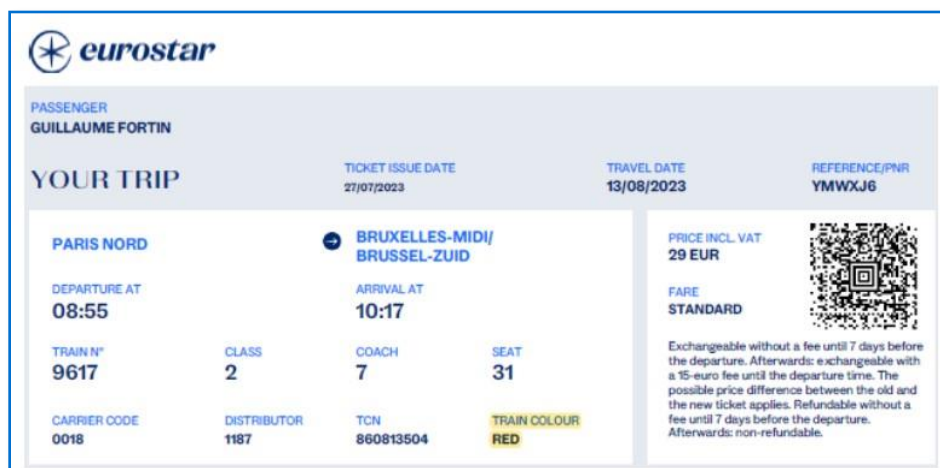 eurostar
PASSENGER
GUILLAUME FORTIN
YOUR TRIP
TICKET ISSUE DATE
27/07/2023
TRAVEL DATE
13/08/2023
REFERENCE/PNR
YMWXJ6
PARIS NORD
BRUXELLES-MIDI/
BRUSSEL-ZUID
DEPARTURE AT
08:55
ARRIVAL AT
10:17
TRAIN N°
9617
CLASS
2
COACH
7
SEAT
31
CARRIER CODE
0018
DISTRIBUTOR
1187
TCN
860813504
TRAIN COLOUR
RED
PRICE INCL. VAT
29 EUR
FARE
STANDARD
Exchangeable without a fee until 7 days before
the departure. Afterwards: exchangeable with
a 15-euro fee until the departure time. The
possible price difference between the old and
the new ticket applies. Refundable without a
fee until 7 days before the departure.
Afterwards: non-refundable.